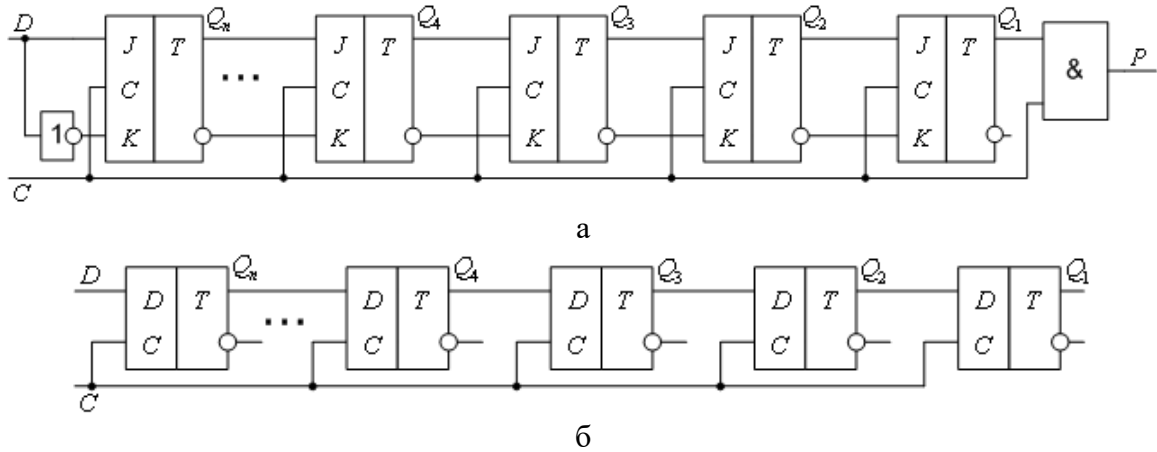 D Qn Q4 Q3 Q2 Q1
J T ... J T J T J T J T & P
C C C C C
1 K K K K K
C
а
D Qn Q4 Q3 Q2 Q1
D T ... D T D T D T D T
C C C C C
C
б